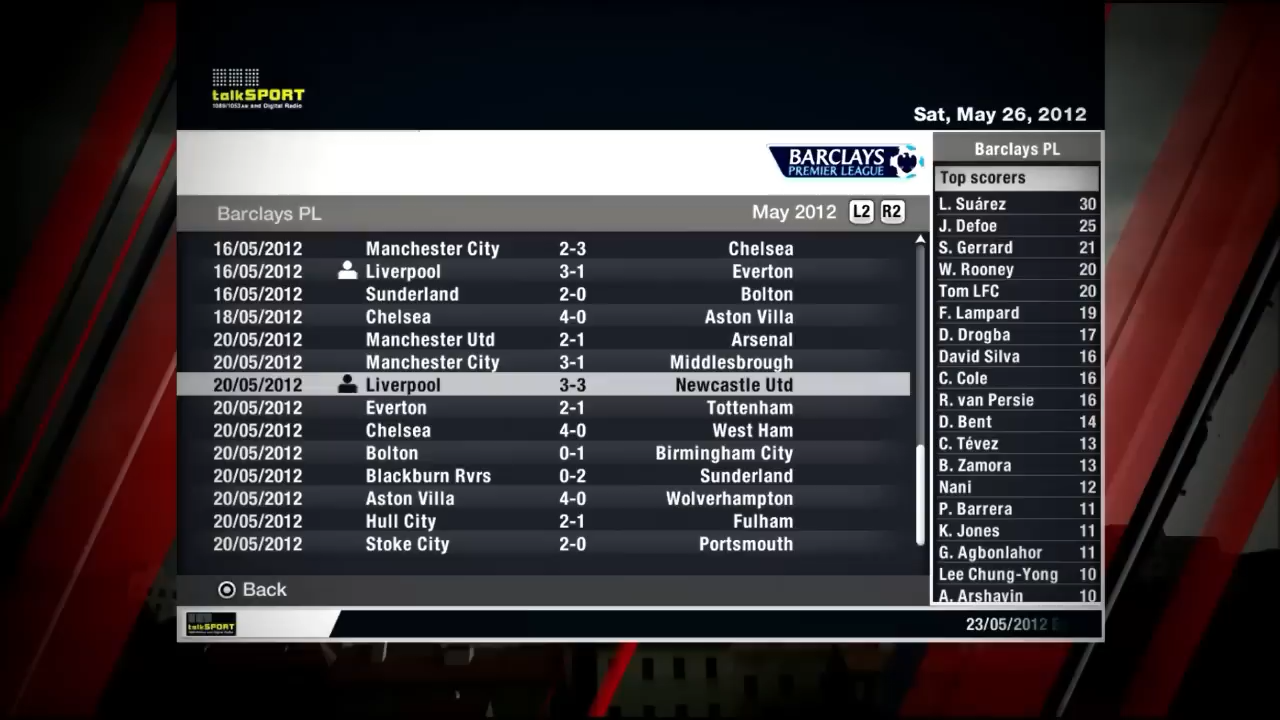 talkSPORT
1089/1053 AM and Digital Radio
Sat, May 26, 2012
BARCLAYS
PREMIER LEAGUE
Barclays PL
May 2012 L2 R2
16/05/2012 Manchester City 2-3 Chelsea
16/05/2012 Liverpool 3-1 Everton
16/05/2012 Sunderland 2-0 Bolton
18/05/2012 Chelsea 4-0 Aston Villa
20/05/2012 Manchester Utd 2-1 Arsenal
20/05/2012 Manchester City 3-1 Middlesbrough
20/05/2012 Liverpool 3-3 Newcastle Utd
20/05/2012 Everton 2-1 Tottenham
20/05/2012 Chelsea 4-0 West Ham
20/05/2012 Bolton 0-1 Birmingham City
20/05/2012 Blackburn Rvrs 0-2 Sunderland
20/05/2012 Aston Villa 4-0 Wolverhampton
20/05/2012 Hull City 2-1 Fulham
20/05/2012 Stoke City 2-0 Portsmouth
Back
Barclays PL
Top scorers
L. Suárez 30
J. Defoe 25
S. Gerrard 21
W. Rooney 20
Tom LFC 20
F. Lampard 19
D. Drogba 17
David Silva 16
C. Cole 16
R. van Persie 16
D. Bent 14
C. Tévez 13
B. Zamora 13
Nani 12
P. Barrera 11
K. Jones 11
G. Agbonlahor 11
Lee Chung-Yong 10
A. Arshavin 10
talkSPORT
23/05/2012